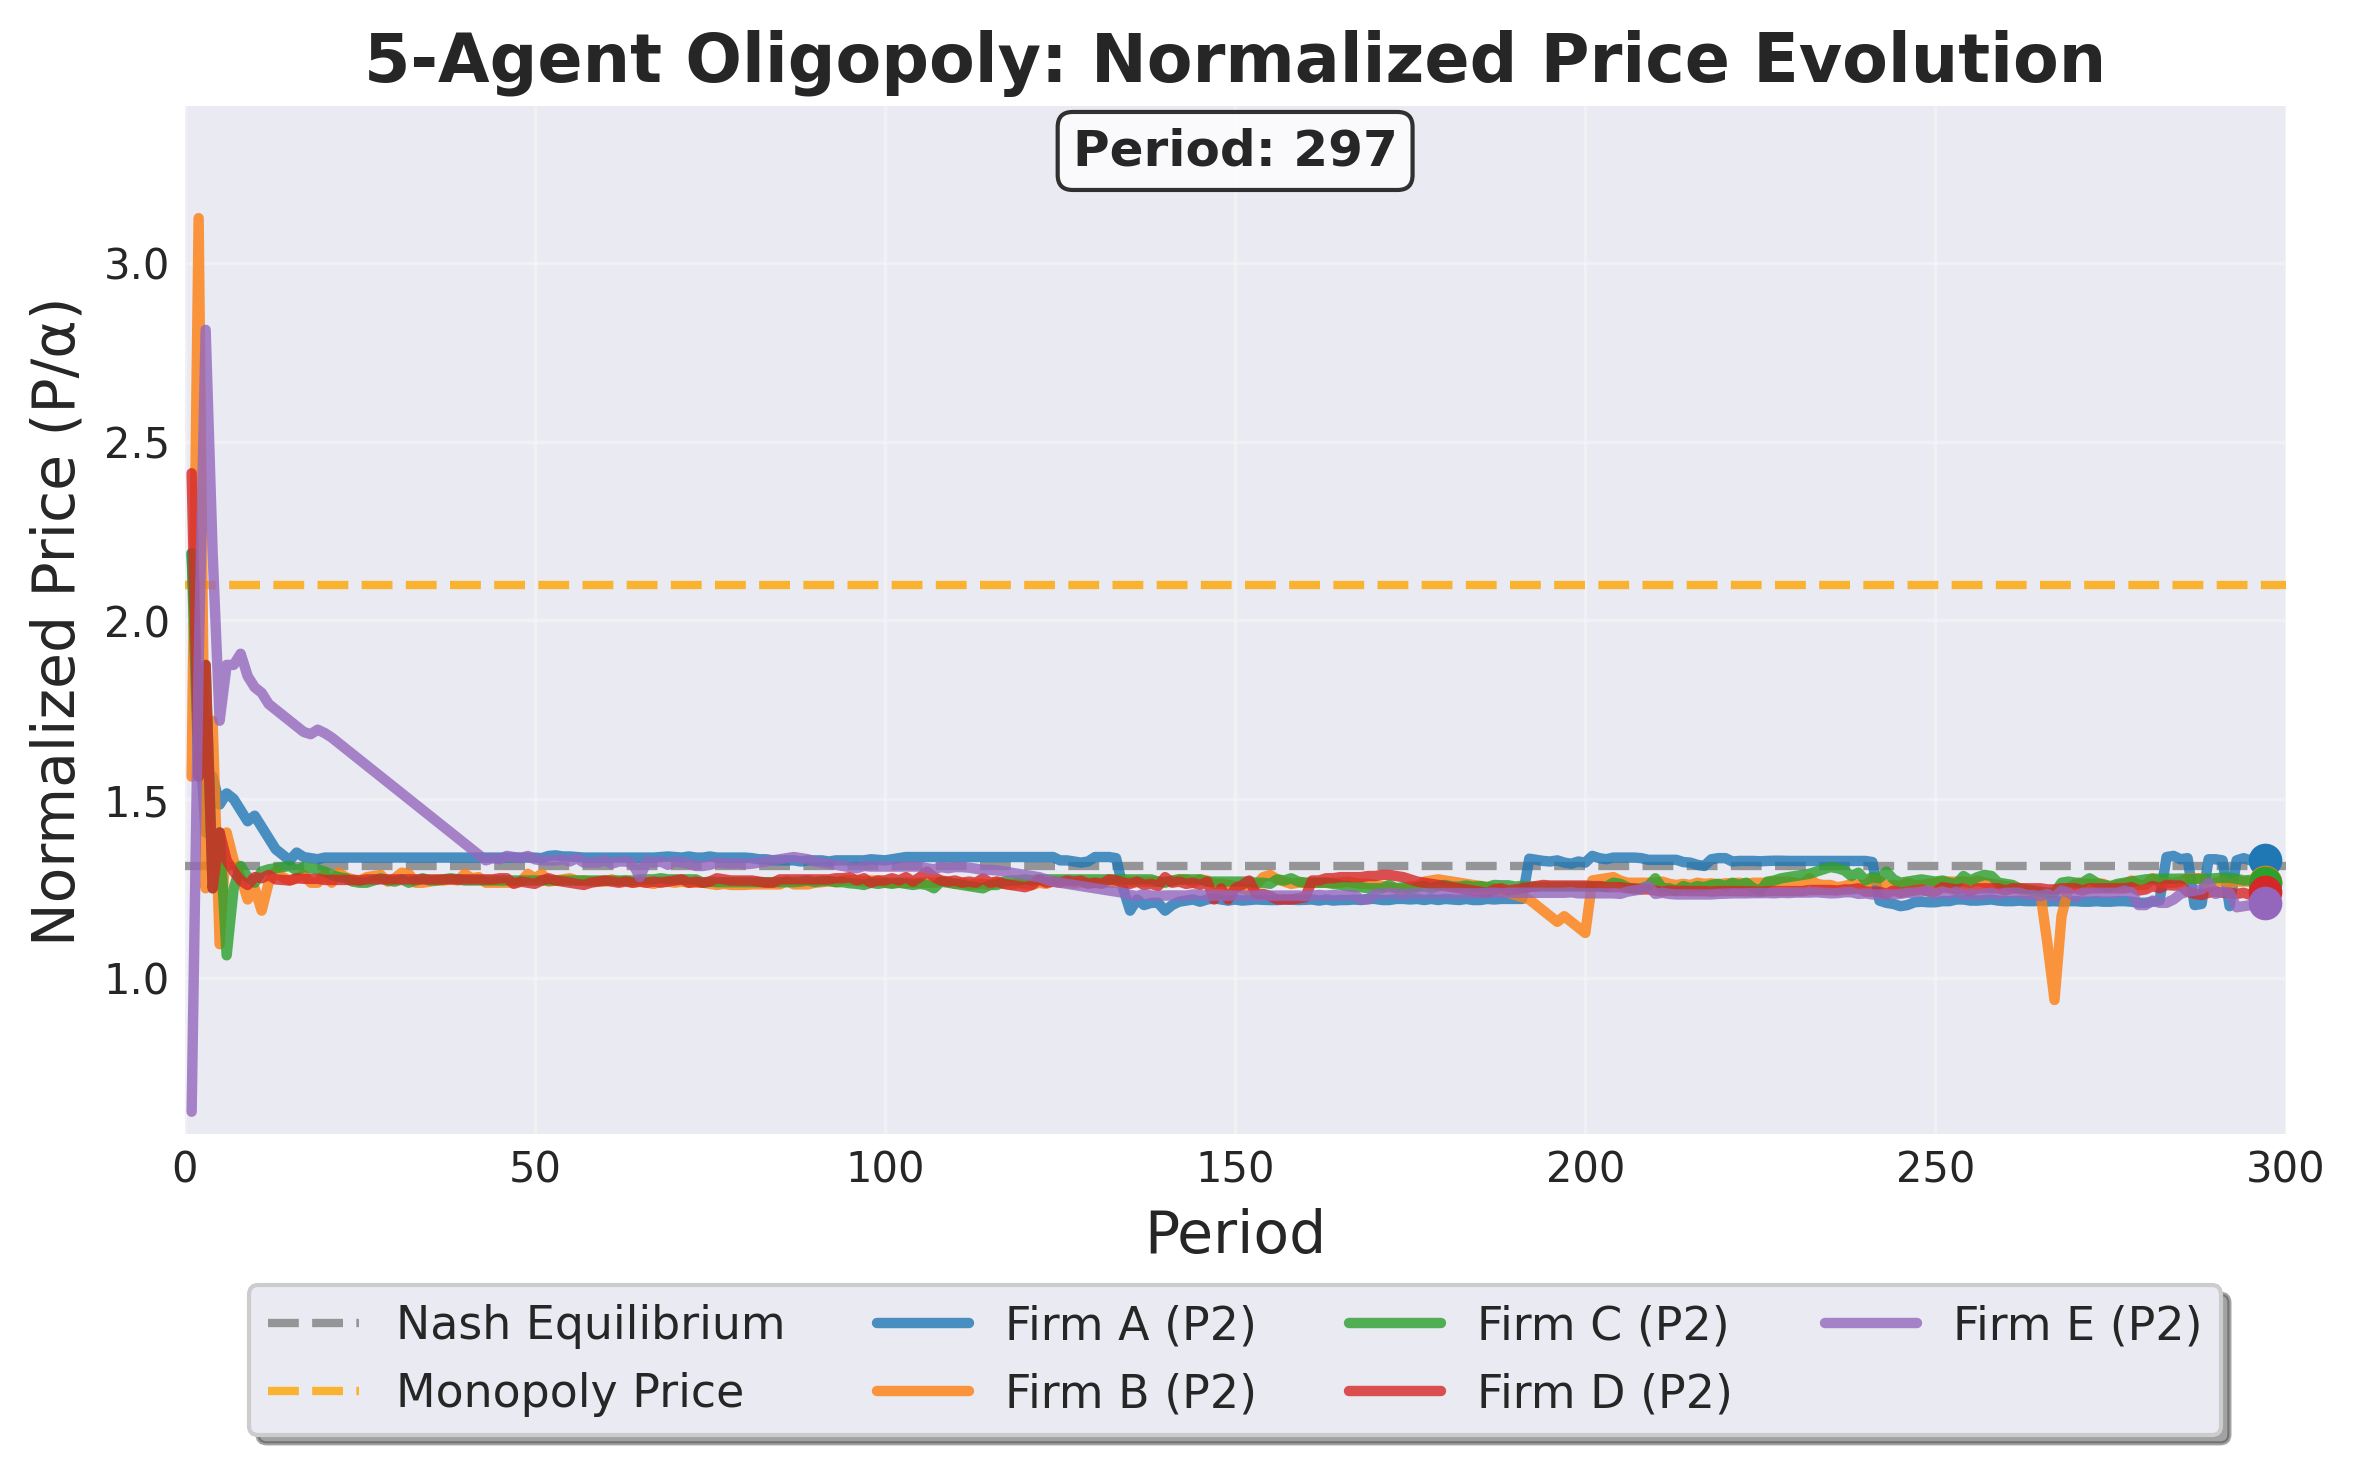 5-Agent Oligopoly: Normalized Price Evolution
Period: 297
Normalized Price (P/α)
3.0
2.5
2.0
1.5
1.0
0
50
100
150
200
250
300
Period
Nash Equilibrium
Monopoly Price
Firm A (P2)
Firm B (P2)
Firm C (P2)
Firm D (P2)
Firm E (P2)